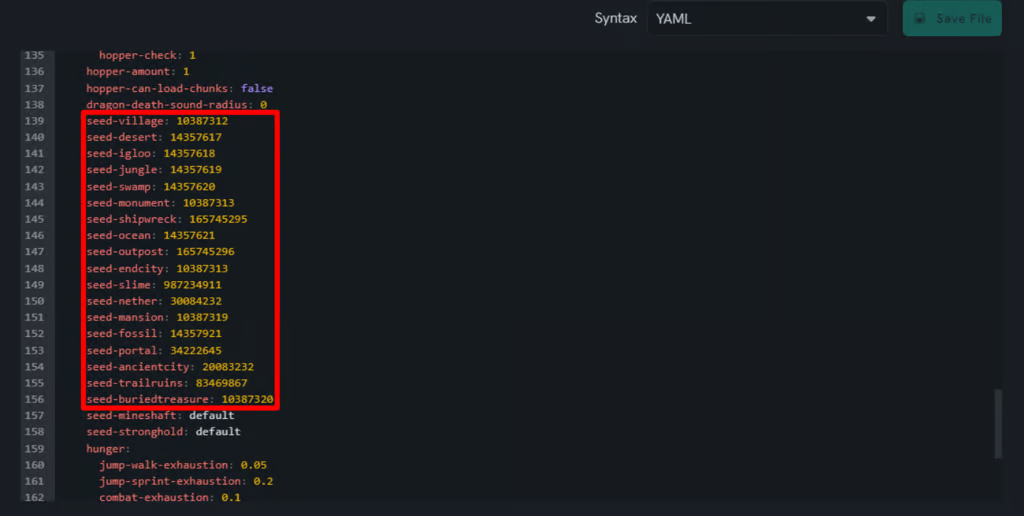 Syntax YAML Save File
135 hopper-check: 1
136 hopper-amount: 1
137 hopper-can-load-chunks: false
138 dragon-death-sound-radius: 0
139 seed-village: 10387312
140 seed-desert: 14357617
141 seed-igloo: 14357618
142 seed-jungle: 14357619
143 seed-swamp: 14357620
144 seed-monument: 10387313
145 seed-shipwreck: 165745295
146 seed-ocean: 14357621
147 seed-outpost: 165745296
148 seed-endcity: 10387313
149 seed-slime: 987234911
150 seed-nether: 30084232
151 seed-mansion: 10387319
152 seed-fossil: 14357921
153 seed-portal: 34222645
154 seed-ancientcity: 20083232
155 seed-trailruins: 83469867
156 seed-buriedtreasure: 10387320
157 seed-mineshaft: default
158 seed-stronghold: default
159 hunger:
160 jump-walk-exhaustion: 0.05
161 jump-sprint-exhaustion: 0.2
162 combat-exhaustion: 0.1